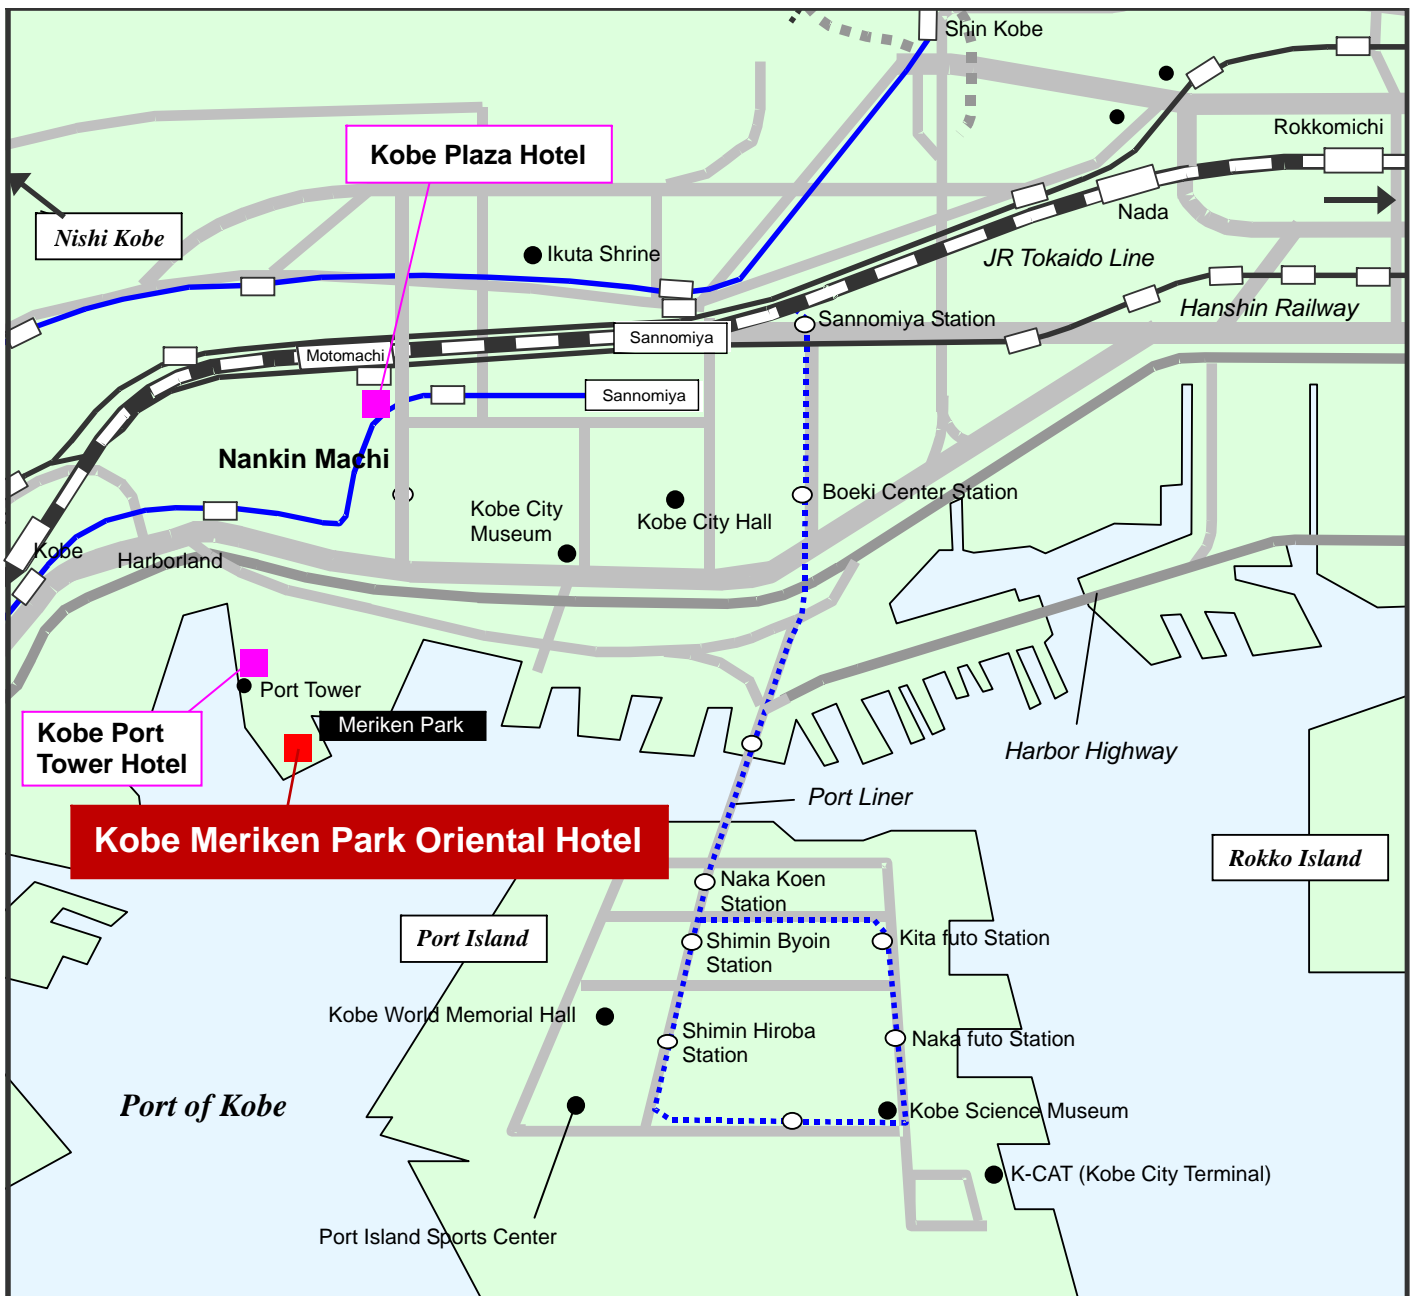 Shin Kobe
Rokkomichi
Kobe Plaza Hotel
Nada
Nishi Kobe
Ikuta Shrine
JR Tokaido Line
Hanshin Railway
Sannomiya Station
Sannomiya
Motomachi
Sannomiya
Nankin Machi
Boeki Center Station
Kobe City
Museum
Kobe City Hall
Kobe
Harborland
Port Tower
Meriken Park
Kobe Port
Tower Hotel
Harbor Highway
Port Liner
Kobe Meriken Park Oriental Hotel
Rokko Island
Naka Koen
Station
Port Island
Shimin Byoin
Station
Kita futo Station
Kobe World Memorial Hall
Shimin Hiroba
Station
Naka futo Station
Port of Kobe
Kobe Science Museum
K-CAT (Kobe City Terminal)
Port Island Sports Center